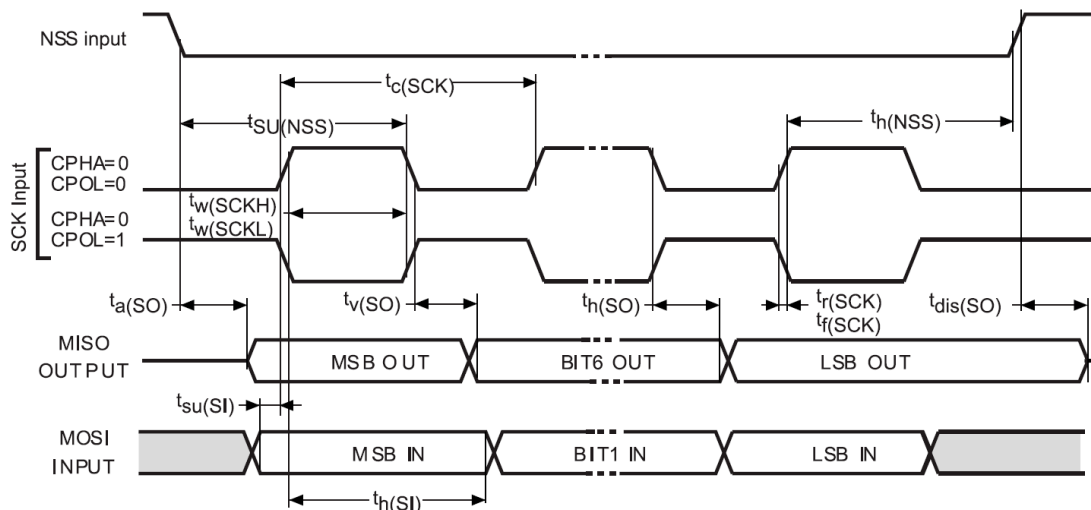 NSS input
tc(SCK)
tSU(NSS)
th(NSS)
SCK Input
CPHA=0
CPOL=0
tw(SCKH)
CPHA=0
tw(SCKL)
CPOL=1
ta(SO)
tv(SO)
th(SO)
tr(SCK)
tf(SCK)
tdis(SO)
MISO
OUTPUT
MSB OUT
BIT6 OUT
LSB OUT
tsu(SI)
MOSI
INPUT
MSB IN
BIT1 IN
LSB IN
th(SI)